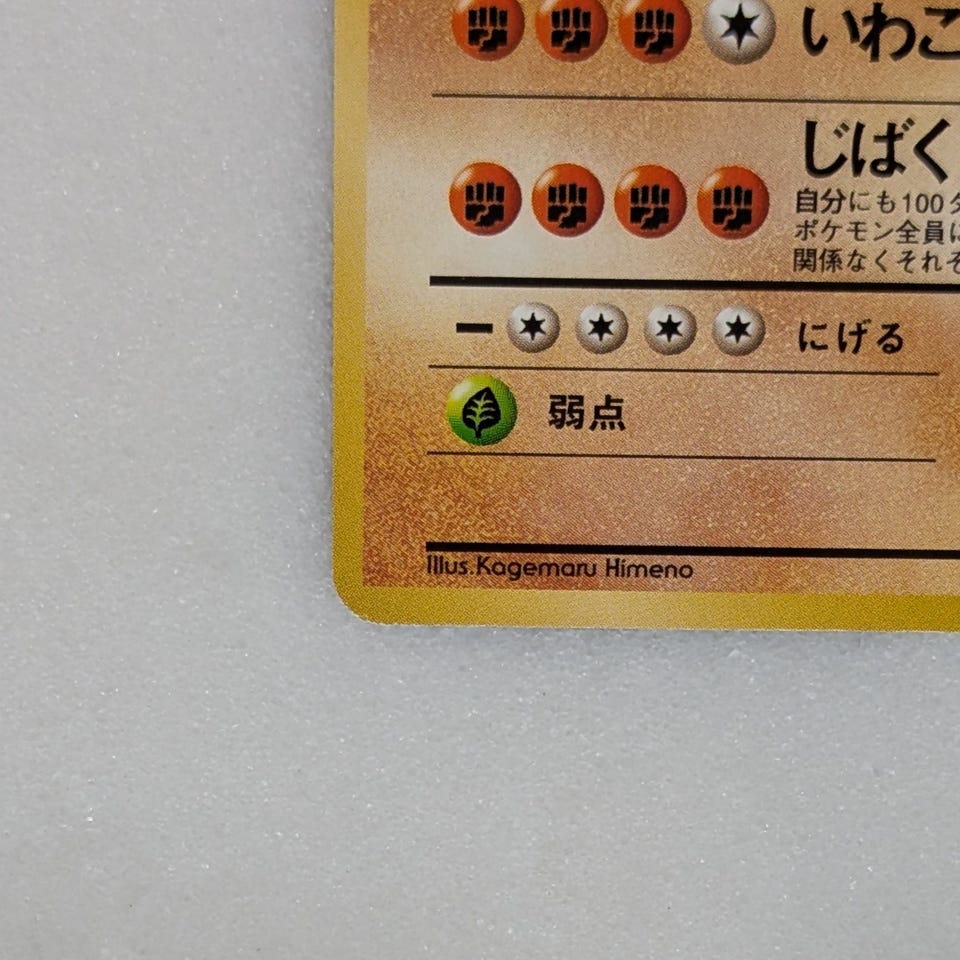 いわこ
じばく
自分にも100ダ
ポケモン全員に
関係なくそれぞ
ー にげる
弱点
Illus.Kagemaru Himeno